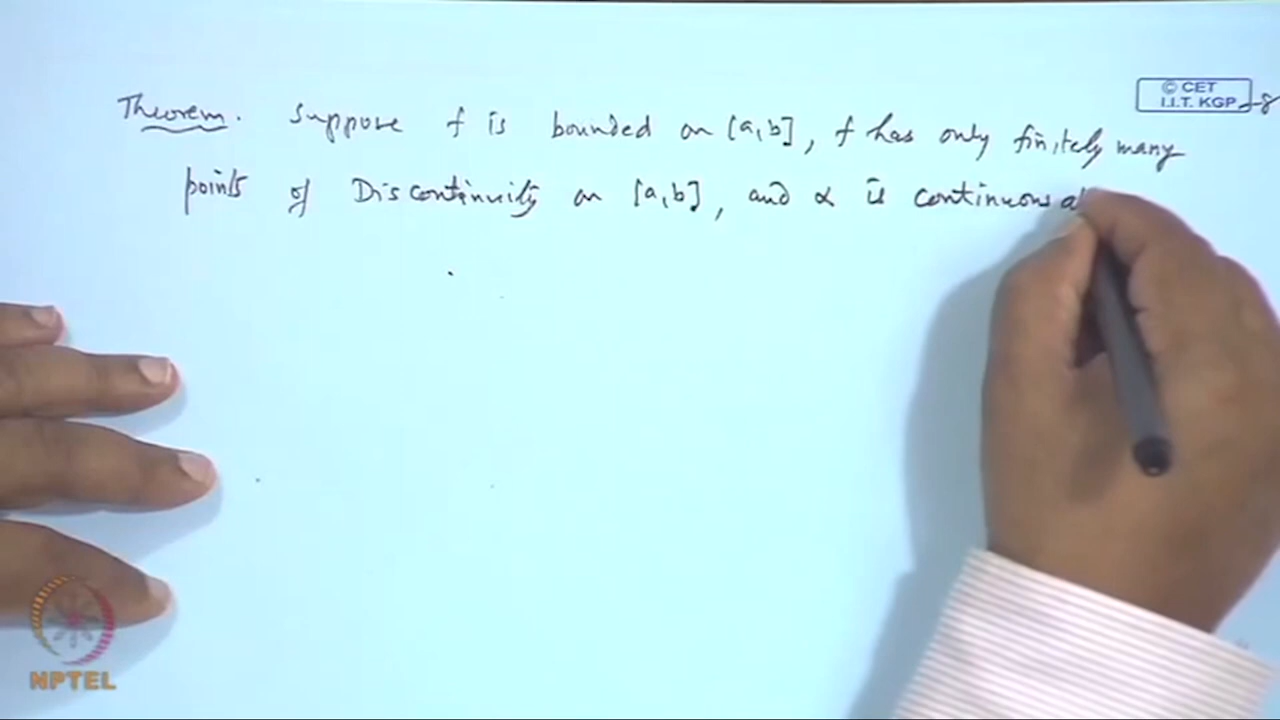 © CET
I.I.T. KGP
Theorem. Suppose f is bounded on [a,b], f has only finitely many
points of Discontinuity on [a,b], and α is continuous
NPTEL